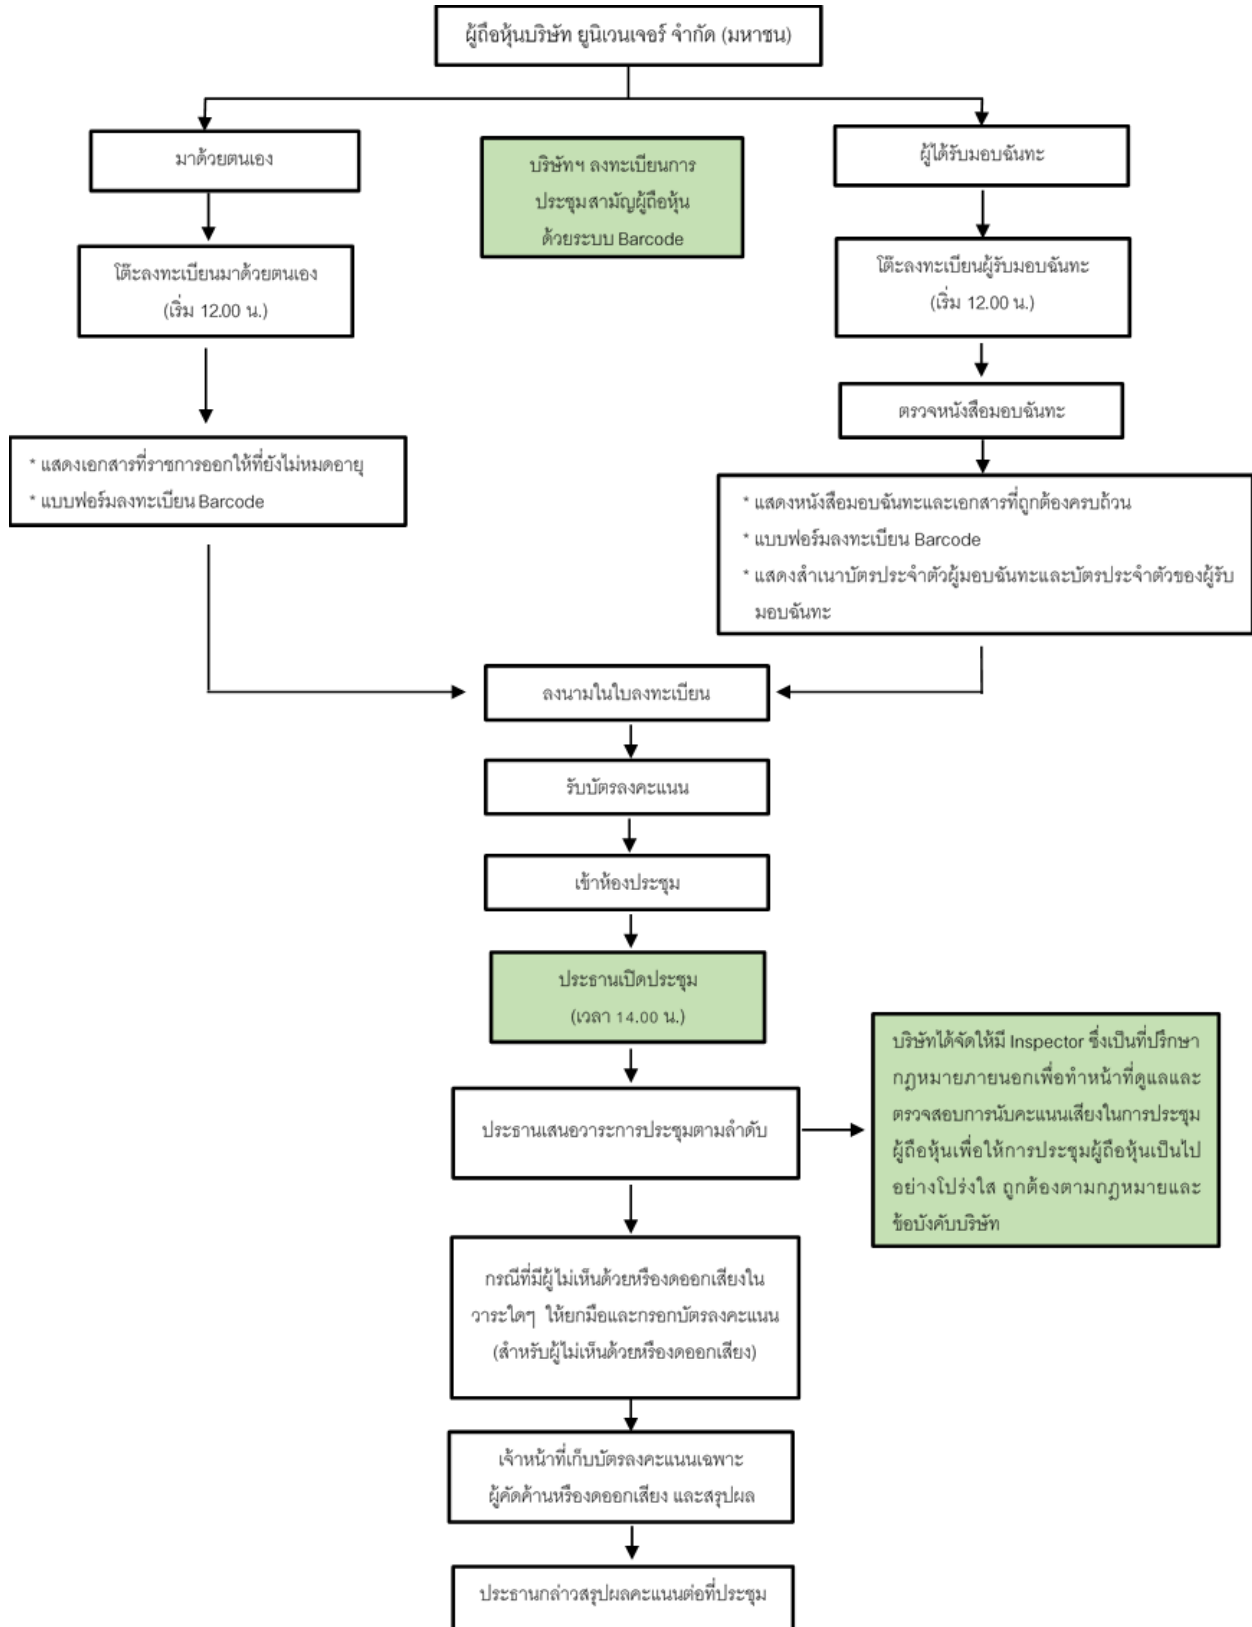 ผู้ถือหุ้นบริษัท ยูนิเวนเจอร์ จำกัด (มหาชน)
มาด้วยตนเอง
บริษัทฯ ลงทะเบียนการ
ประชุมสามัญผู้ถือหุ้น
ด้วยระบบ Barcode
ผู้ได้รับมอบฉันทะ
โต๊ะลงทะเบียนมาด้วยตนเอง
(เริ่ม 12.00 น.)
โต๊ะลงทะเบียนผู้รับมอบฉันทะ
(เริ่ม 12.00 น.)
ตรวจหนังสือมอบฉันทะ
* แสดงเอกสารที่ราชการออกให้ที่ยังไม่หมดอายุ
* แบบฟอร์มลงทะเบียน Barcode
* แสดงหนังสือมอบฉันทะและเอกสารที่ถูกต้องครบถ้วน
* แบบฟอร์มลงทะเบียน Barcode
* แสดงสำเนาบัตรประจำตัวผู้มอบฉันทะและบัตรประจำตัวของผู้รับ
มอบฉันทะ
ลงนามในใบลงทะเบียน
รับบัตรลงคะแนน
เข้าห้องประชุม
ประธานเปิดประชุม
(เวลา 14.00 น.)
ประธานเสนอวาระการประชุมตามลำดับ
บริษัทได้จัดให้มี Inspector ซึ่งเป็นที่ปรึกษา
กฎหมายภายนอกเพื่อทำหน้าที่ดูแลและ
ตรวจสอบการนับคะแนนเสียงในการประชุม
ผู้ถือหุ้นเพื่อให้การประชุมผู้ถือหุ้นเป็นไป
อย่างโปร่งใส ถูกต้องตามกฎหมายและ
ข้อบังคับบริษัท
กรณีที่มีผู้ไม่เห็นด้วยหรืองดออกเสียงใน
วาระใดๆ ให้ยกมือและกรอกบัตรลงคะแนน
(สำหรับผู้ไม่เห็นด้วยหรืองดออกเสียง)
เจ้าหน้าที่เก็บบัตรลงคะแนนเฉพาะ
ผู้คัดค้านหรืองดออกเสียง และสรุปผล
ประธานกล่าวสรุปผลคะแนนต่อที่ประชุม